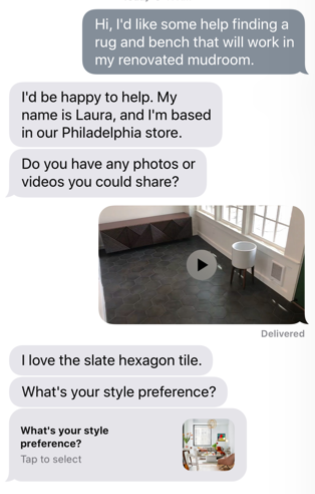 Hi, I'd like some help finding a
rug and bench that will work in
my renovated mudroom.
I'd be happy to help. My
name is Laura, and I'm based
in our Philadelphia store.
Do you have any photos or
videos you could share?
Delivered
I love the slate hexagon tile.
What's your style preference?
What's your style
preference?
Tap to select